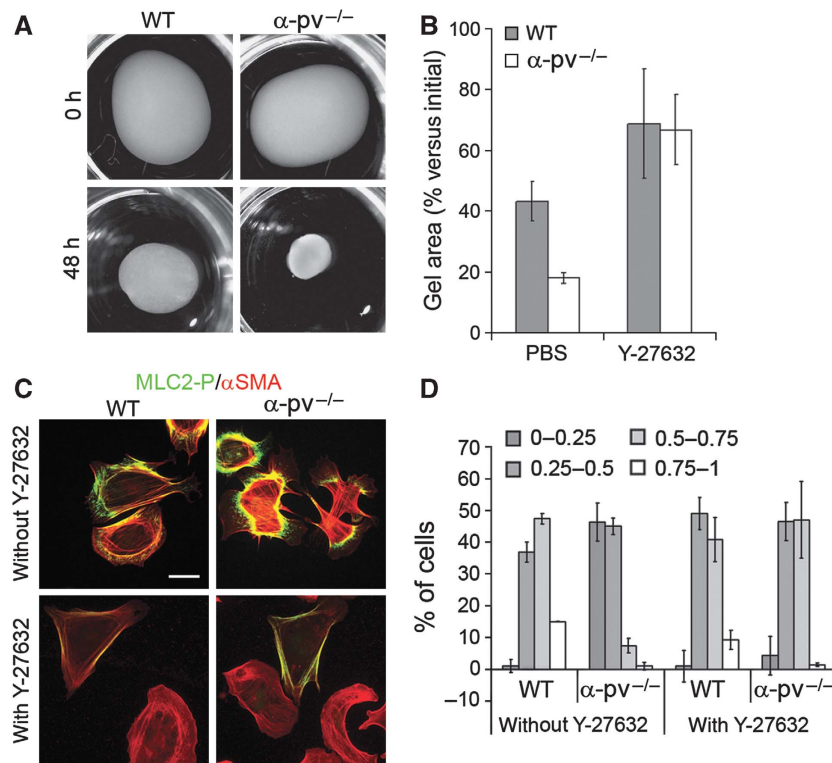 A
WT
α-pv−/−
0 h
48 h
B
WT
α-pv−/−
Gel area (% versus initial)
100
80
60
40
20
0
PBS
Y-27632
C
MLC2-P/αSMA
WT
α-pv−/−
Without Y-27632
With Y-27632
D
0–0.25
0.5–0.75
0.25–0.5
0.75–1
% of cells
70
60
50
40
30
20
10
0
−10
WT
α-pv−/−
WT
α-pv−/−
Without Y-27632
With Y-27632